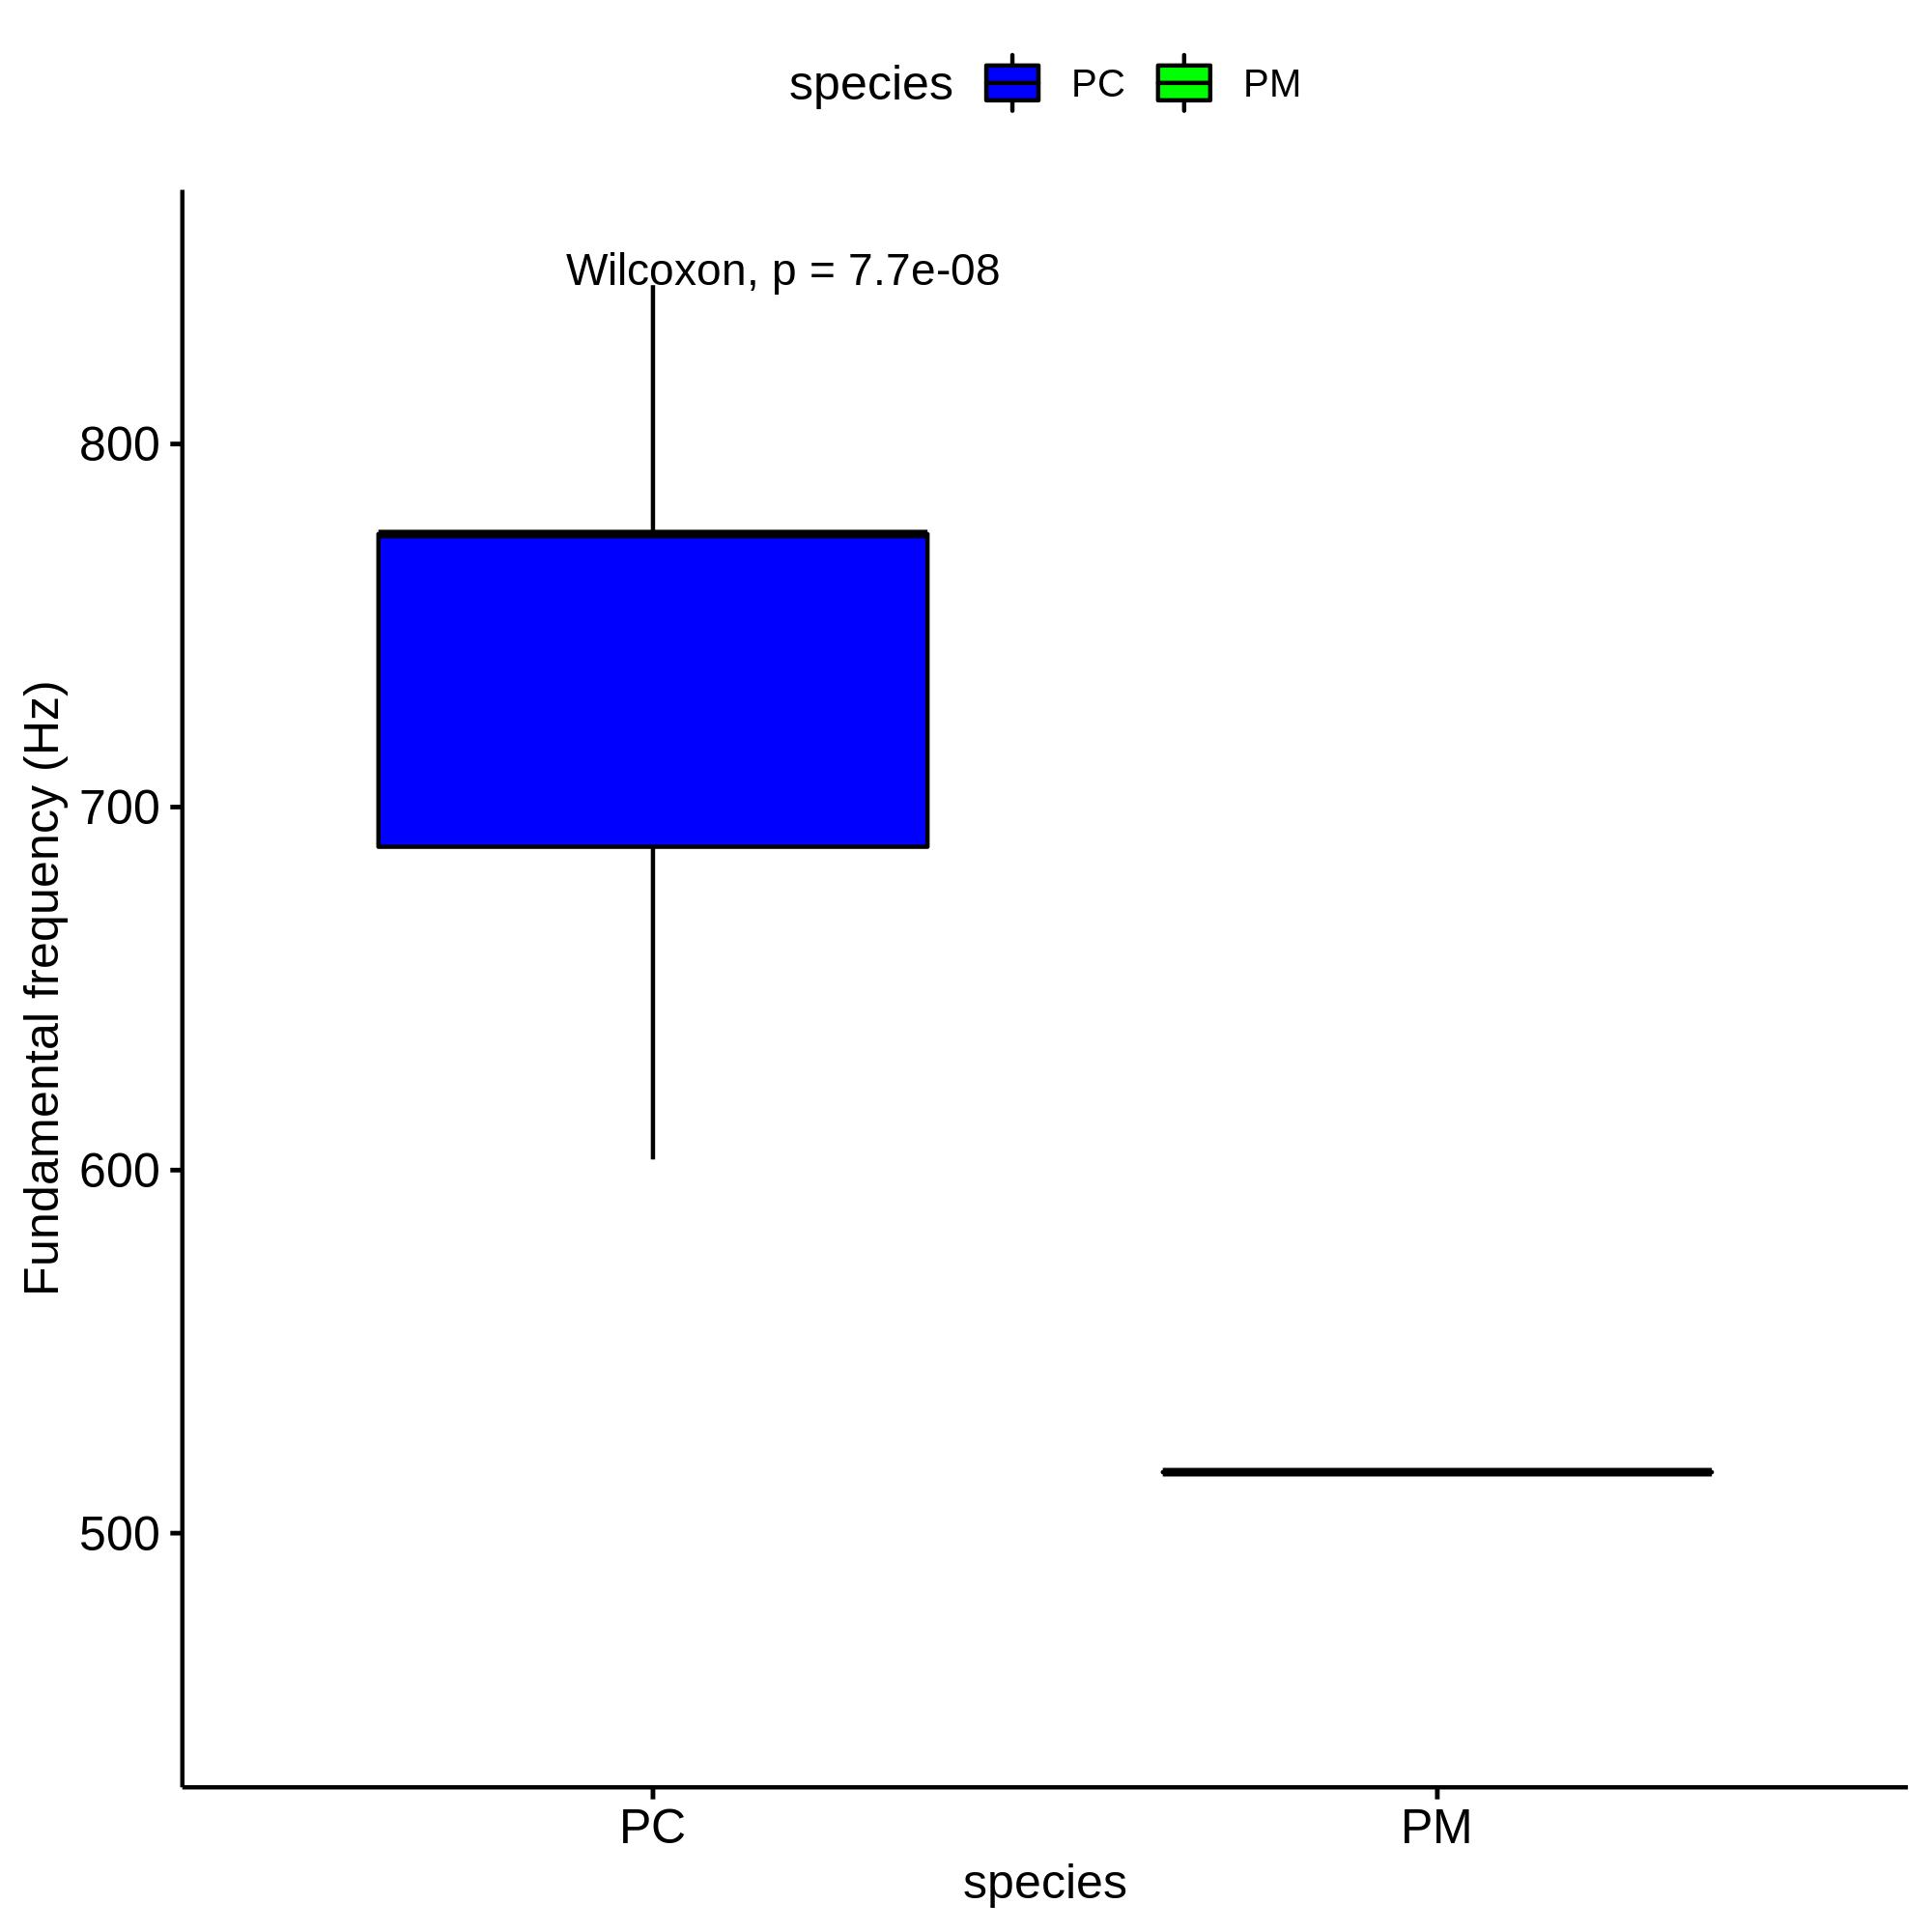 species PC PM
Wilcoxon, p = 7.7e-08
Fundamental frequency (Hz)
800
700
600
500
PC PM
species